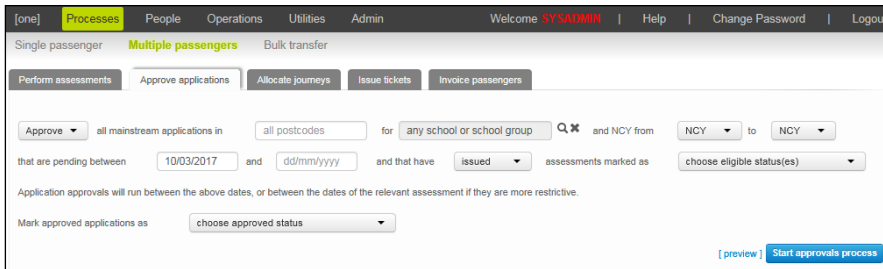 [one] Processes People Operations Utilities Admin Welcome SYSADMIN | Help | Change Password | Logou
Single passenger Multiple passengers Bulk transfer
Perform assessments Approve applications Allocate journeys Issue tickets Invoice passengers
Approve all mainstream applications in all postcodes for any school or school group and NCY from NCY to NCY
that are pending between 10/03/2017 and dd/mm/yyyy and that have issued assessments marked as choose eligible status(es)
Application approvals will run between the above dates, or between the dates of the relevant assessment if they are more restrictive.
Mark approved applications as choose approved status
[ preview ] Start approvals process